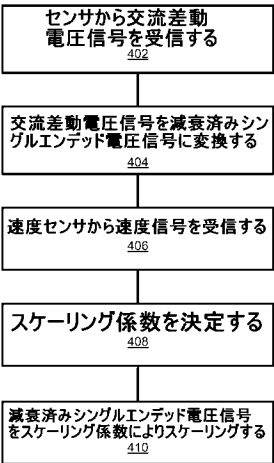 センサから交流差動
電圧信号を受信する
402
交流差動電圧信号を減衰済みシン
グルエンデッド電圧信号に変換する
404
速度センサから速度信号を受信する
406
スケーリング係数を決定する
408
減衰済みシングルエンデッド電圧信号
をスケーリング係数によりスケーリングする
410